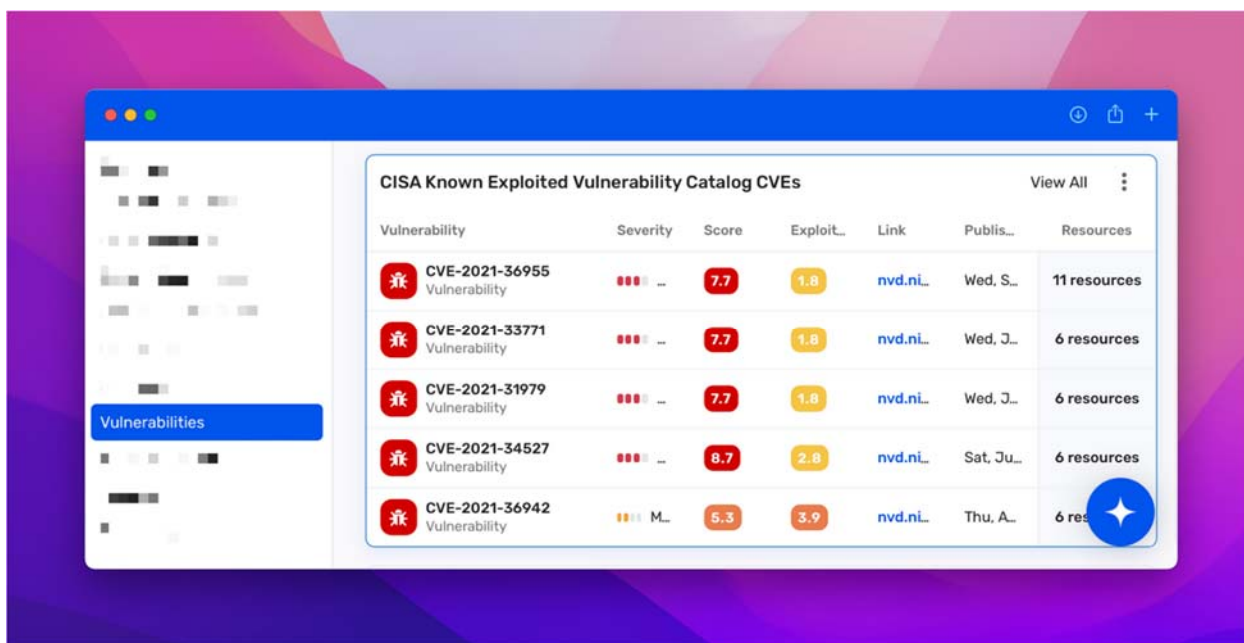 CISA Known Exploited Vulnerability Catalog CVEs View All
Vulnerability Severity Score Exploit... Link Publis... Resources
CVE-2021-36955
Vulnerability
... 7.7 1.8 nvd.ni... Wed, S... 11 resources
CVE-2021-33771
Vulnerability
... 7.7 1.8 nvd.ni... Wed, J... 6 resources
CVE-2021-31979
Vulnerability
... 7.7 1.8 nvd.ni... Wed, J... 6 resources
Vulnerabilities
CVE-2021-34527
Vulnerability
... 8.7 2.8 nvd.ni... Sat, Ju... 6 resources
CVE-2021-36942
Vulnerability
M... 5.3 3.9 nvd.ni... Thu, A... 6 res